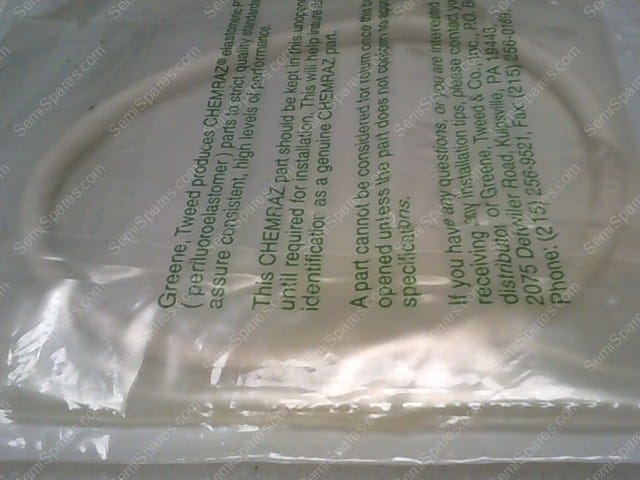 Greene, Tweed produces CHEMRAZ® elastomeric
( perfluoroelastomer ) parts to strict quality standards
assure consistent, high levels of performance.
This CHEMRAZ part should be kept in this unopened
until required for installation. This will help insure
identification as a genuine CHEMRAZ part.
A part cannot be considered for return once the
opened unless the part does not conform to
specifications.
If you have any questions, or you are interested
receiving any installation tips, please contact
distributor or Greene, Tweed & Co., Inc., P.O.
2075 Detwiler Road, Kulpsville, PA 19443,
Phone: (215) 256-9521, Fax: (215) 256-0189
SemiSpares.com